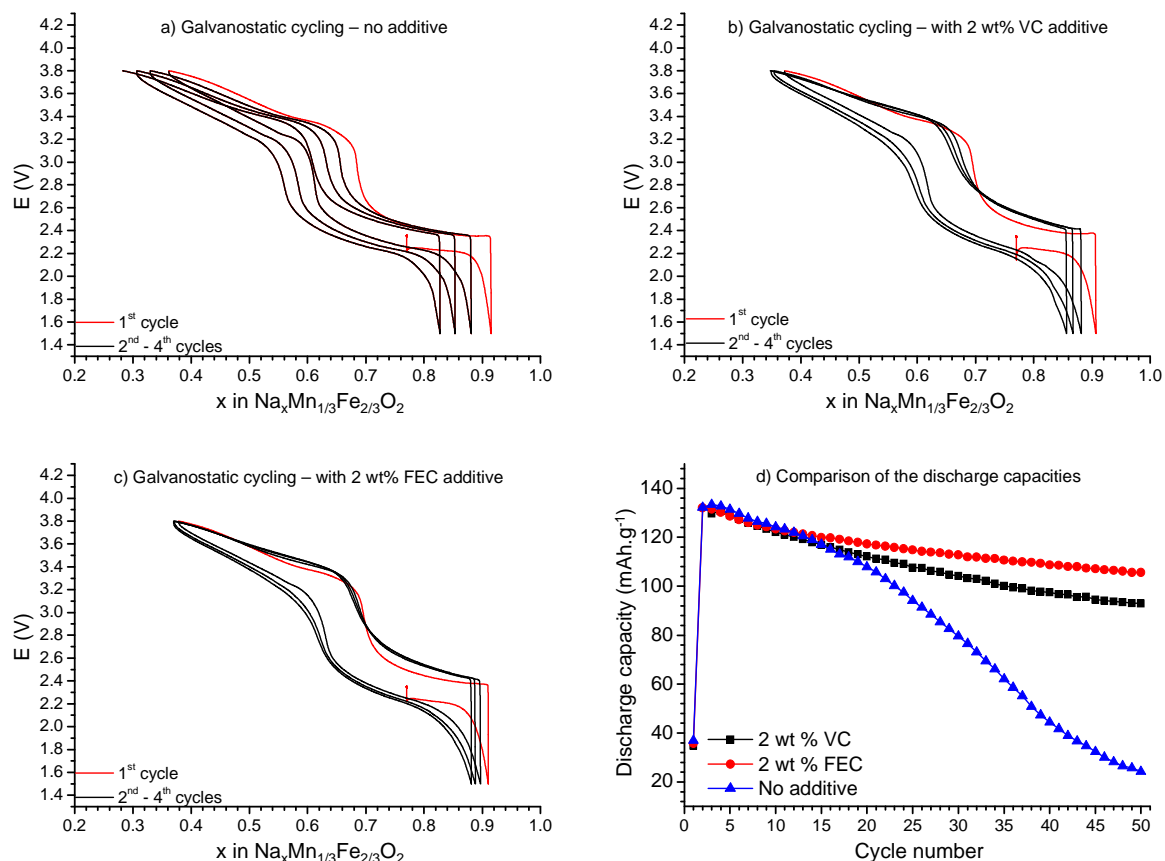 a) Galvanostatic cycling – no additive
4.2
4.0
3.8
3.6
3.4
3.2
3.0
2.8
2.6
2.4
2.2
2.0
1.8
1.6
1.4
E (V)
1st cycle
2nd - 4th cycles
0.2 0.3 0.4 0.5 0.6 0.7 0.8 0.9 1.0
x in NaxMn1/3Fe2/3O2
b) Galvanostatic cycling – with 2 wt% VC additive
4.2
4.0
3.8
3.6
3.4
3.2
3.0
2.8
2.6
2.4
2.2
2.0
1.8
1.6
1.4
E (V)
1st cycle
2nd - 4th cycles
0.2 0.3 0.4 0.5 0.6 0.7 0.8 0.9 1.0
x in NaxMn1/3Fe2/3O2
c) Galvanostatic cycling – with 2 wt% FEC additive
4.2
4.0
3.8
3.6
3.4
3.2
3.0
2.8
2.6
2.4
2.2
2.0
1.8
1.6
1.4
E (V)
1st cycle
2nd - 4th cycles
0.2 0.3 0.4 0.5 0.6 0.7 0.8 0.9 1.0
x in NaxMn1/3Fe2/3O2
d) Comparison of the discharge capacities
140
120
100
80
60
40
20
Discharge capacity (mAh.g-1)
2 wt % VC
2 wt % FEC
No additive
0 5 10 15 20 25 30 35 40 45 50
Cycle number